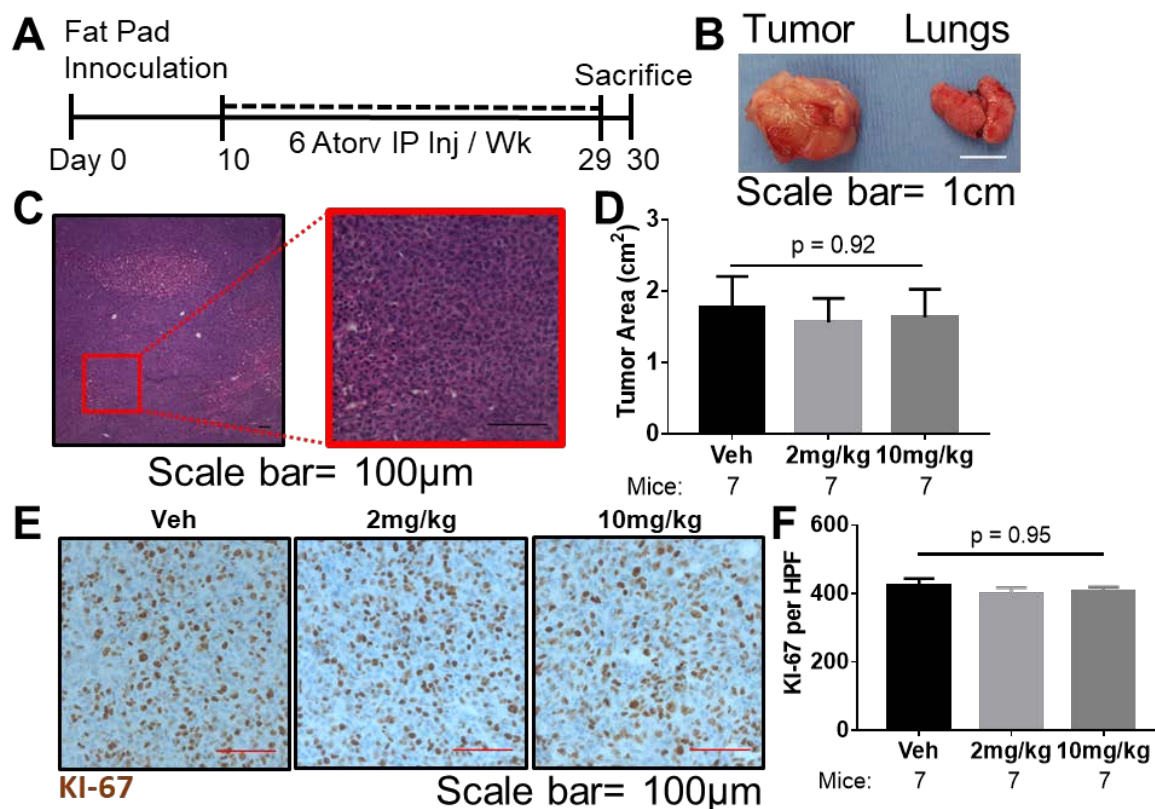 A
Fat Pad
Innoculation
Sacrifice
6 Atorv IP Inj / Wk
Day 0
10
29
30
B
Tumor
Lungs
Scale bar= 1cm
C
Scale bar= 100µm
D
Tumor Area (cm²)
3
2
1
0
p = 0.92
Veh
2mg/kg
10mg/kg
Mice:
7
7
7
E
Veh
2mg/kg
10mg/kg
KI-67
Scale bar= 100µm
F
KI-67 per HPF
600
400
200
0
p = 0.95
Veh
2mg/kg
10mg/kg
Mice:
7
7
7